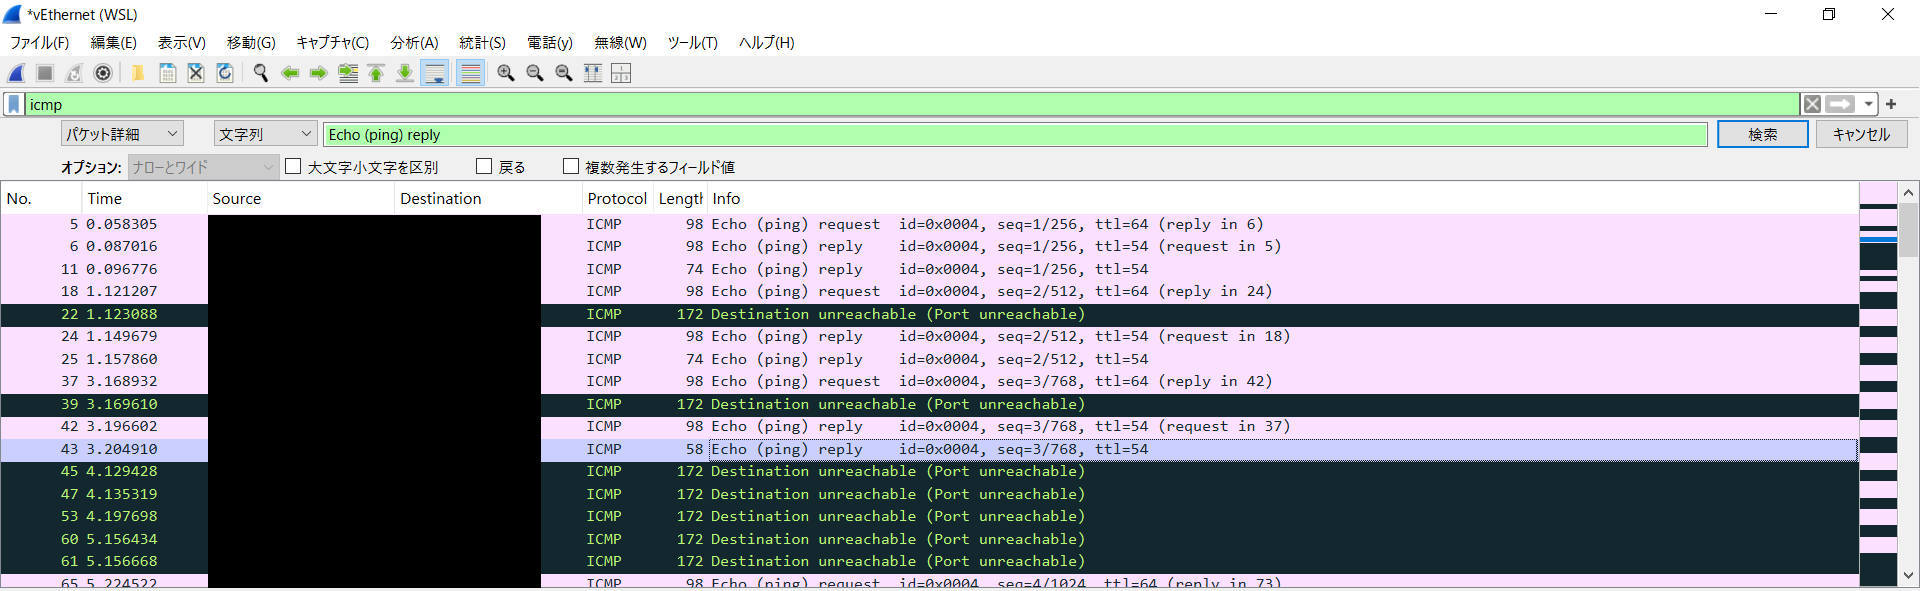 *vEthernet (WSL)
ファイル(F) 編集(E) 表示(V) 移動(G) キャプチャ(C) 分析(A) 統計(S) 電話(y) 無線(W) ツール(T) ヘルプ(H)
icmp
パケット詳細 文字列 Echo (ping) reply 検索 キャンセル
オプション: ナローとワイド 大文字小文字を区別 戻る 複数発生するフィールド値
No. Time Source Destination Protocol Length Info
5 0.058305 ICMP 98 Echo (ping) request id=0x0004, seq=1/256, ttl=64 (reply in 6)
6 0.087016 ICMP 98 Echo (ping) reply id=0x0004, seq=1/256, ttl=54 (request in 5)
11 0.096776 ICMP 74 Echo (ping) reply id=0x0004, seq=1/256, ttl=54
18 1.121207 ICMP 98 Echo (ping) request id=0x0004, seq=2/512, ttl=64 (reply in 24)
22 1.123088 ICMP 172 Destination unreachable (Port unreachable)
24 1.149679 ICMP 98 Echo (ping) reply id=0x0004, seq=2/512, ttl=54 (request in 18)
25 1.157860 ICMP 74 Echo (ping) reply id=0x0004, seq=2/512, ttl=54
37 3.168932 ICMP 98 Echo (ping) request id=0x0004, seq=3/768, ttl=64 (reply in 42)
39 3.169610 ICMP 172 Destination unreachable (Port unreachable)
42 3.196602 ICMP 98 Echo (ping) reply id=0x0004, seq=3/768, ttl=54 (request in 37)
43 3.204910 ICMP 58 Echo (ping) reply id=0x0004, seq=3/768, ttl=54
45 4.129428 ICMP 172 Destination unreachable (Port unreachable)
47 4.135319 ICMP 172 Destination unreachable (Port unreachable)
53 4.197698 ICMP 172 Destination unreachable (Port unreachable)
60 5.156434 ICMP 172 Destination unreachable (Port unreachable)
61 5.156668 ICMP 172 Destination unreachable (Port unreachable)
65 5.224522 ICMP 98 Echo (ping) request id=0x0004, seq=4/1024, ttl=64 (reply in 73)